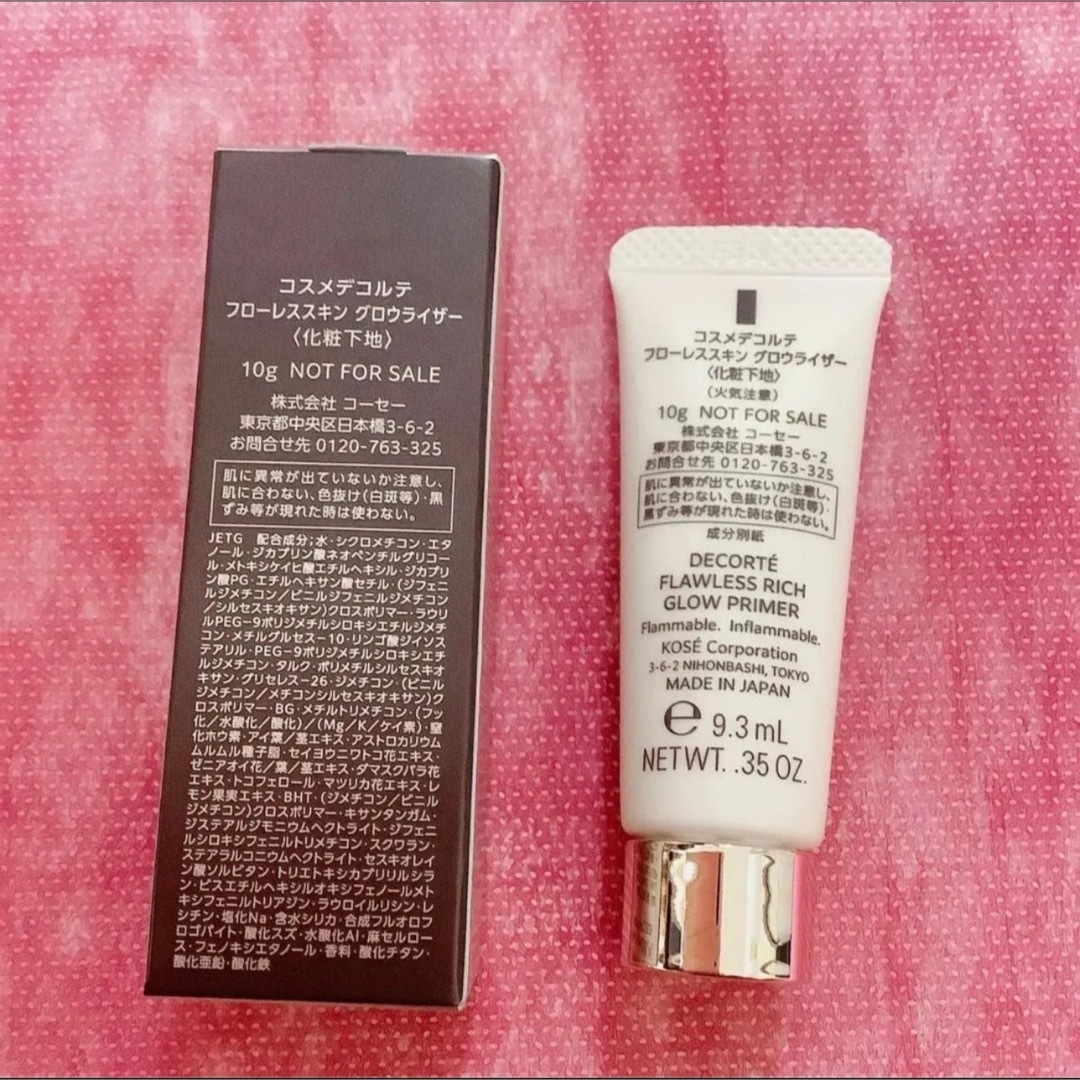 コスメデコルテ
フローレススキン グロウライザー
〈化粧下地〉
10g NOT FOR SALE
株式会社 コーセー
東京都中央区日本橋3-6-2
お問合せ先 0120-763-325
肌に異常が出ていないか注意し、
肌に合わない、色抜け(白斑等)・黒
ずみ等が現れた時は使わない。
JETG 配合成分;水・シクロメチコン・エタ
ノール・ジカプリン酸ネオペンチルグリコー
ル・メトキシケイヒ酸エチルヘキシル・ジカプリ
ン酸PG・エチルヘキサン酸セチル・(ジフェニ
ルジメチコン/ビニルジフェニルジメチコン
/シルセスキオキサン)クロスポリマー・ラウリ
ルPEG-9ポリジメチルシロキシエチルジメチ
コン・メチルグルセス-10・リンゴ酸ジイソス
テアリル・PEG-9ポリジメチルシロキシエチ
ルジメチコン・タルク・ポリメチルシルセスキオ
キサン・グリセレス-26・ジメチコン・(ビニル
ジメチコン/メチコンシルセスキオキサン)ク
ロスポリマー・BG・メチルトリメチコン・(フッ
化/水酸化/酸化)/(Mg/K/ケイ素)・窒
化ホウ素・アイ葉/茎エキス・アストロカリウム
ムルムル種子脂・セイヨウニワトコ花エキス・
ゼニアオイ花/葉/茎エキス・ダマスクバラ花
エキス・トコフェロール・マツリカ花エキス・レ
モン果実エキス・BHT・(ジメチコン/ビニル
ジメチコン)クロスポリマー・キサンタンガム・
ジステアルジモニウムヘクトライト・ジフェニ
ルシロキシフェニルトリメチコン・スクワラン・
ステアラルコニウムヘクトライト・セスキオレイ
ン酸ソルビタン・トリエトキシカプリリルシラ
ン・ビスエチルヘキシルオキシフェノールメト
キシフェニルトリアジン・ラウロイルリシン・レ
シチン・塩化Na・含水シリカ・合成フルオロフ
ロゴパイト・酸化スズ・水酸化Al・麻セルロー
ス・フェノキシエタノール・香料・酸化チタン・
酸化亜鉛・酸化鉄
コスメデコルテ
フローレススキン グロウライザー
〈化粧下地〉
(火気注意)
10g NOT FOR SALE
株式会社 コーセー
東京都中央区日本橋3-6-2
お問合せ先 0120-763-325
肌に異常が出ていないか注意し、
肌に合わない、色抜け(白斑等)・
黒ずみ等が現れた時は使わない。
成分別紙
DECORTÉ
FLAWLESS RICH
GLOW PRIMER
Flammable. Inflammable.
KOSÉ Corporation
3-6-2 NIHONBASHI, TOKYO
MADE IN JAPAN
℮ 9.3 mL
NET WT. .35 OZ.